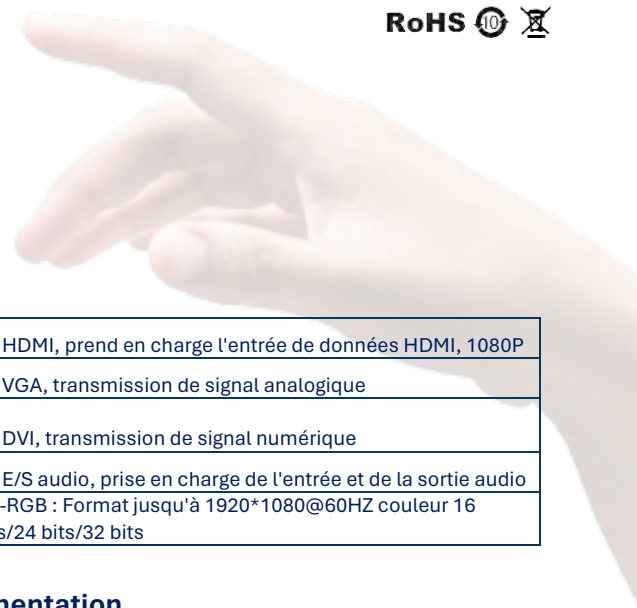 RoHS 10
HDMI, prend en charge l'entrée de données HDMI, 1080P
VGA, transmission de signal analogique
DVI, transmission de signal numérique
E/S audio, prise en charge de l'entrée et de la sortie audio
-RGB : Format jusqu'à 1920*1080@60HZ couleur 16
s/24 bits/32 bits
mentation